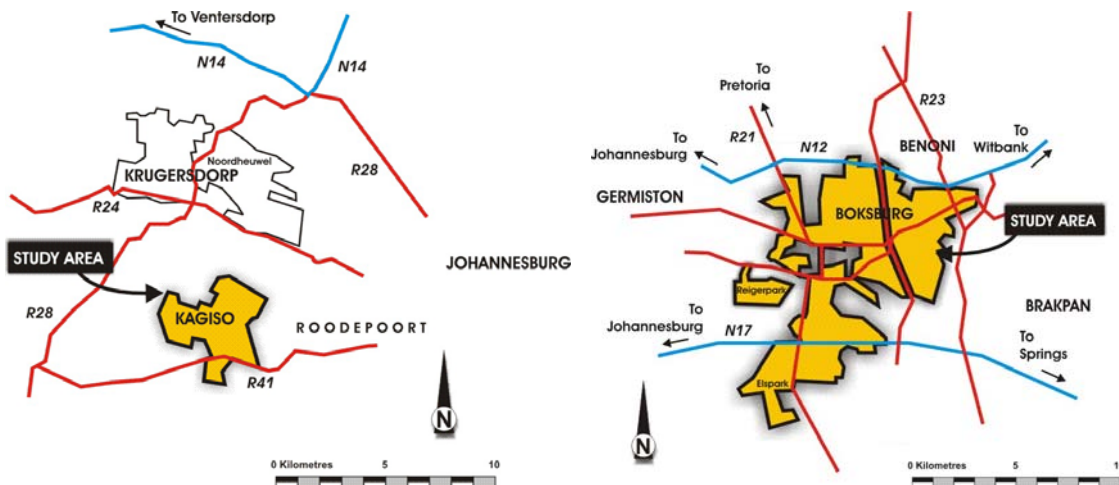 To Ventersdorp
N14
N14
Noordheuwel
KRUGERSDORP
R28
R24
STUDY AREA
JOHANNESBURG
KAGISO
R28
ROODEPOORT
R41
N
0 Kilometres 5 10
To
Pretoria
R23
To
Johannesburg
R21
N12
BENONI
To
Witbank
GERMISTON
BOKSBURG
STUDY AREA
Reigerpark
BRAKPAN
To
Johannesburg
N17
To
Springs
Elspark
N
0 Kilometres 5 1